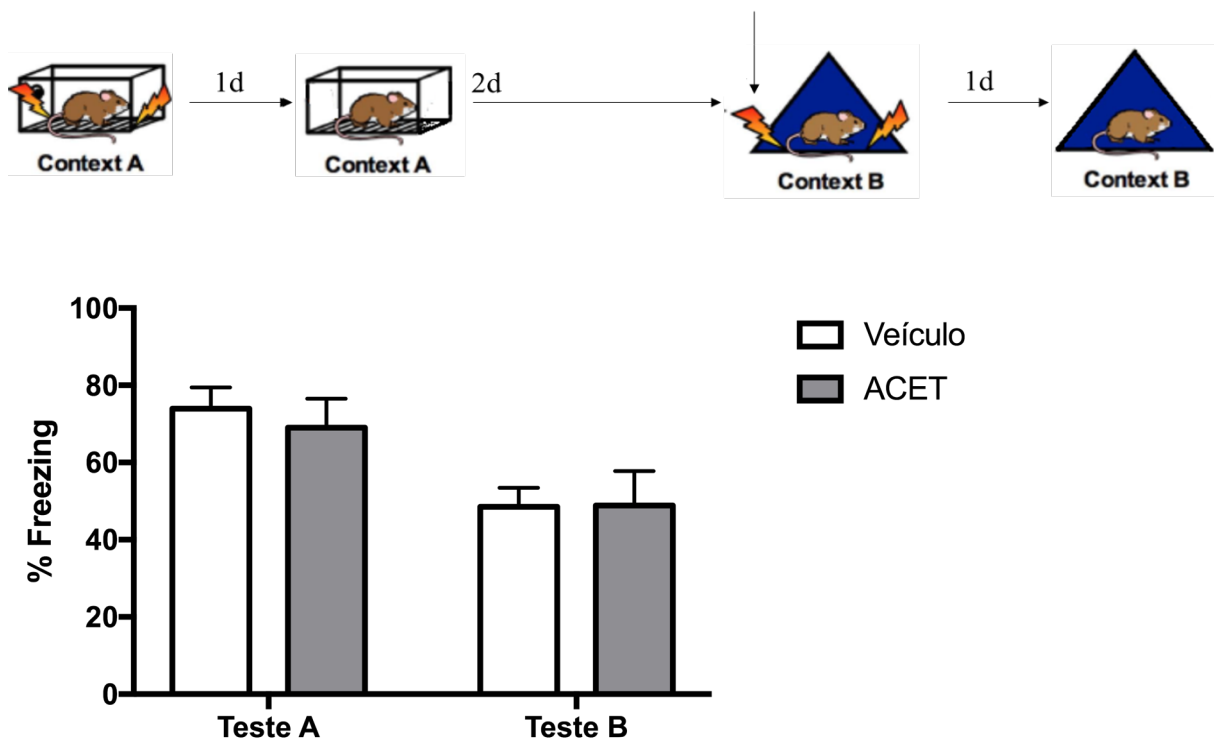 1d
2d
1d
Context A
Context A
Context B
Context B
100
80
60
40
20
0
% Freezing
Veículo
ACET
Teste A
Teste B